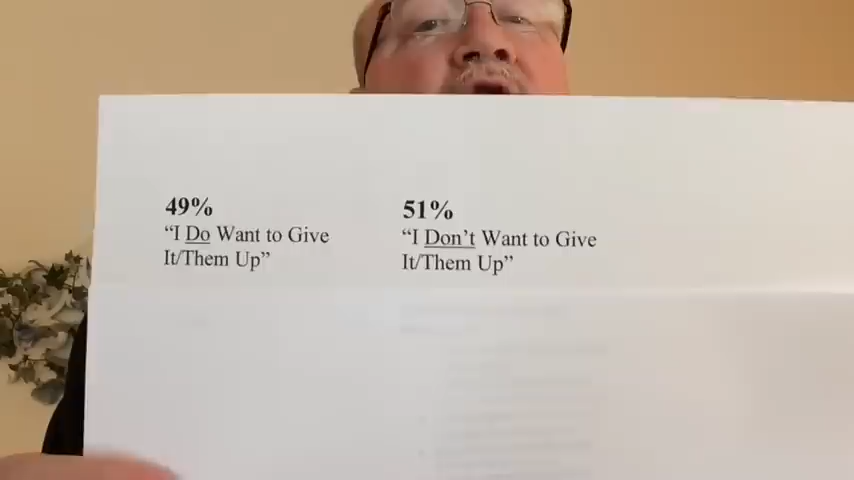 49%
“I Do Want to Give
It/Them Up”
51%
“I Don’t Want to Give
It/Them Up”